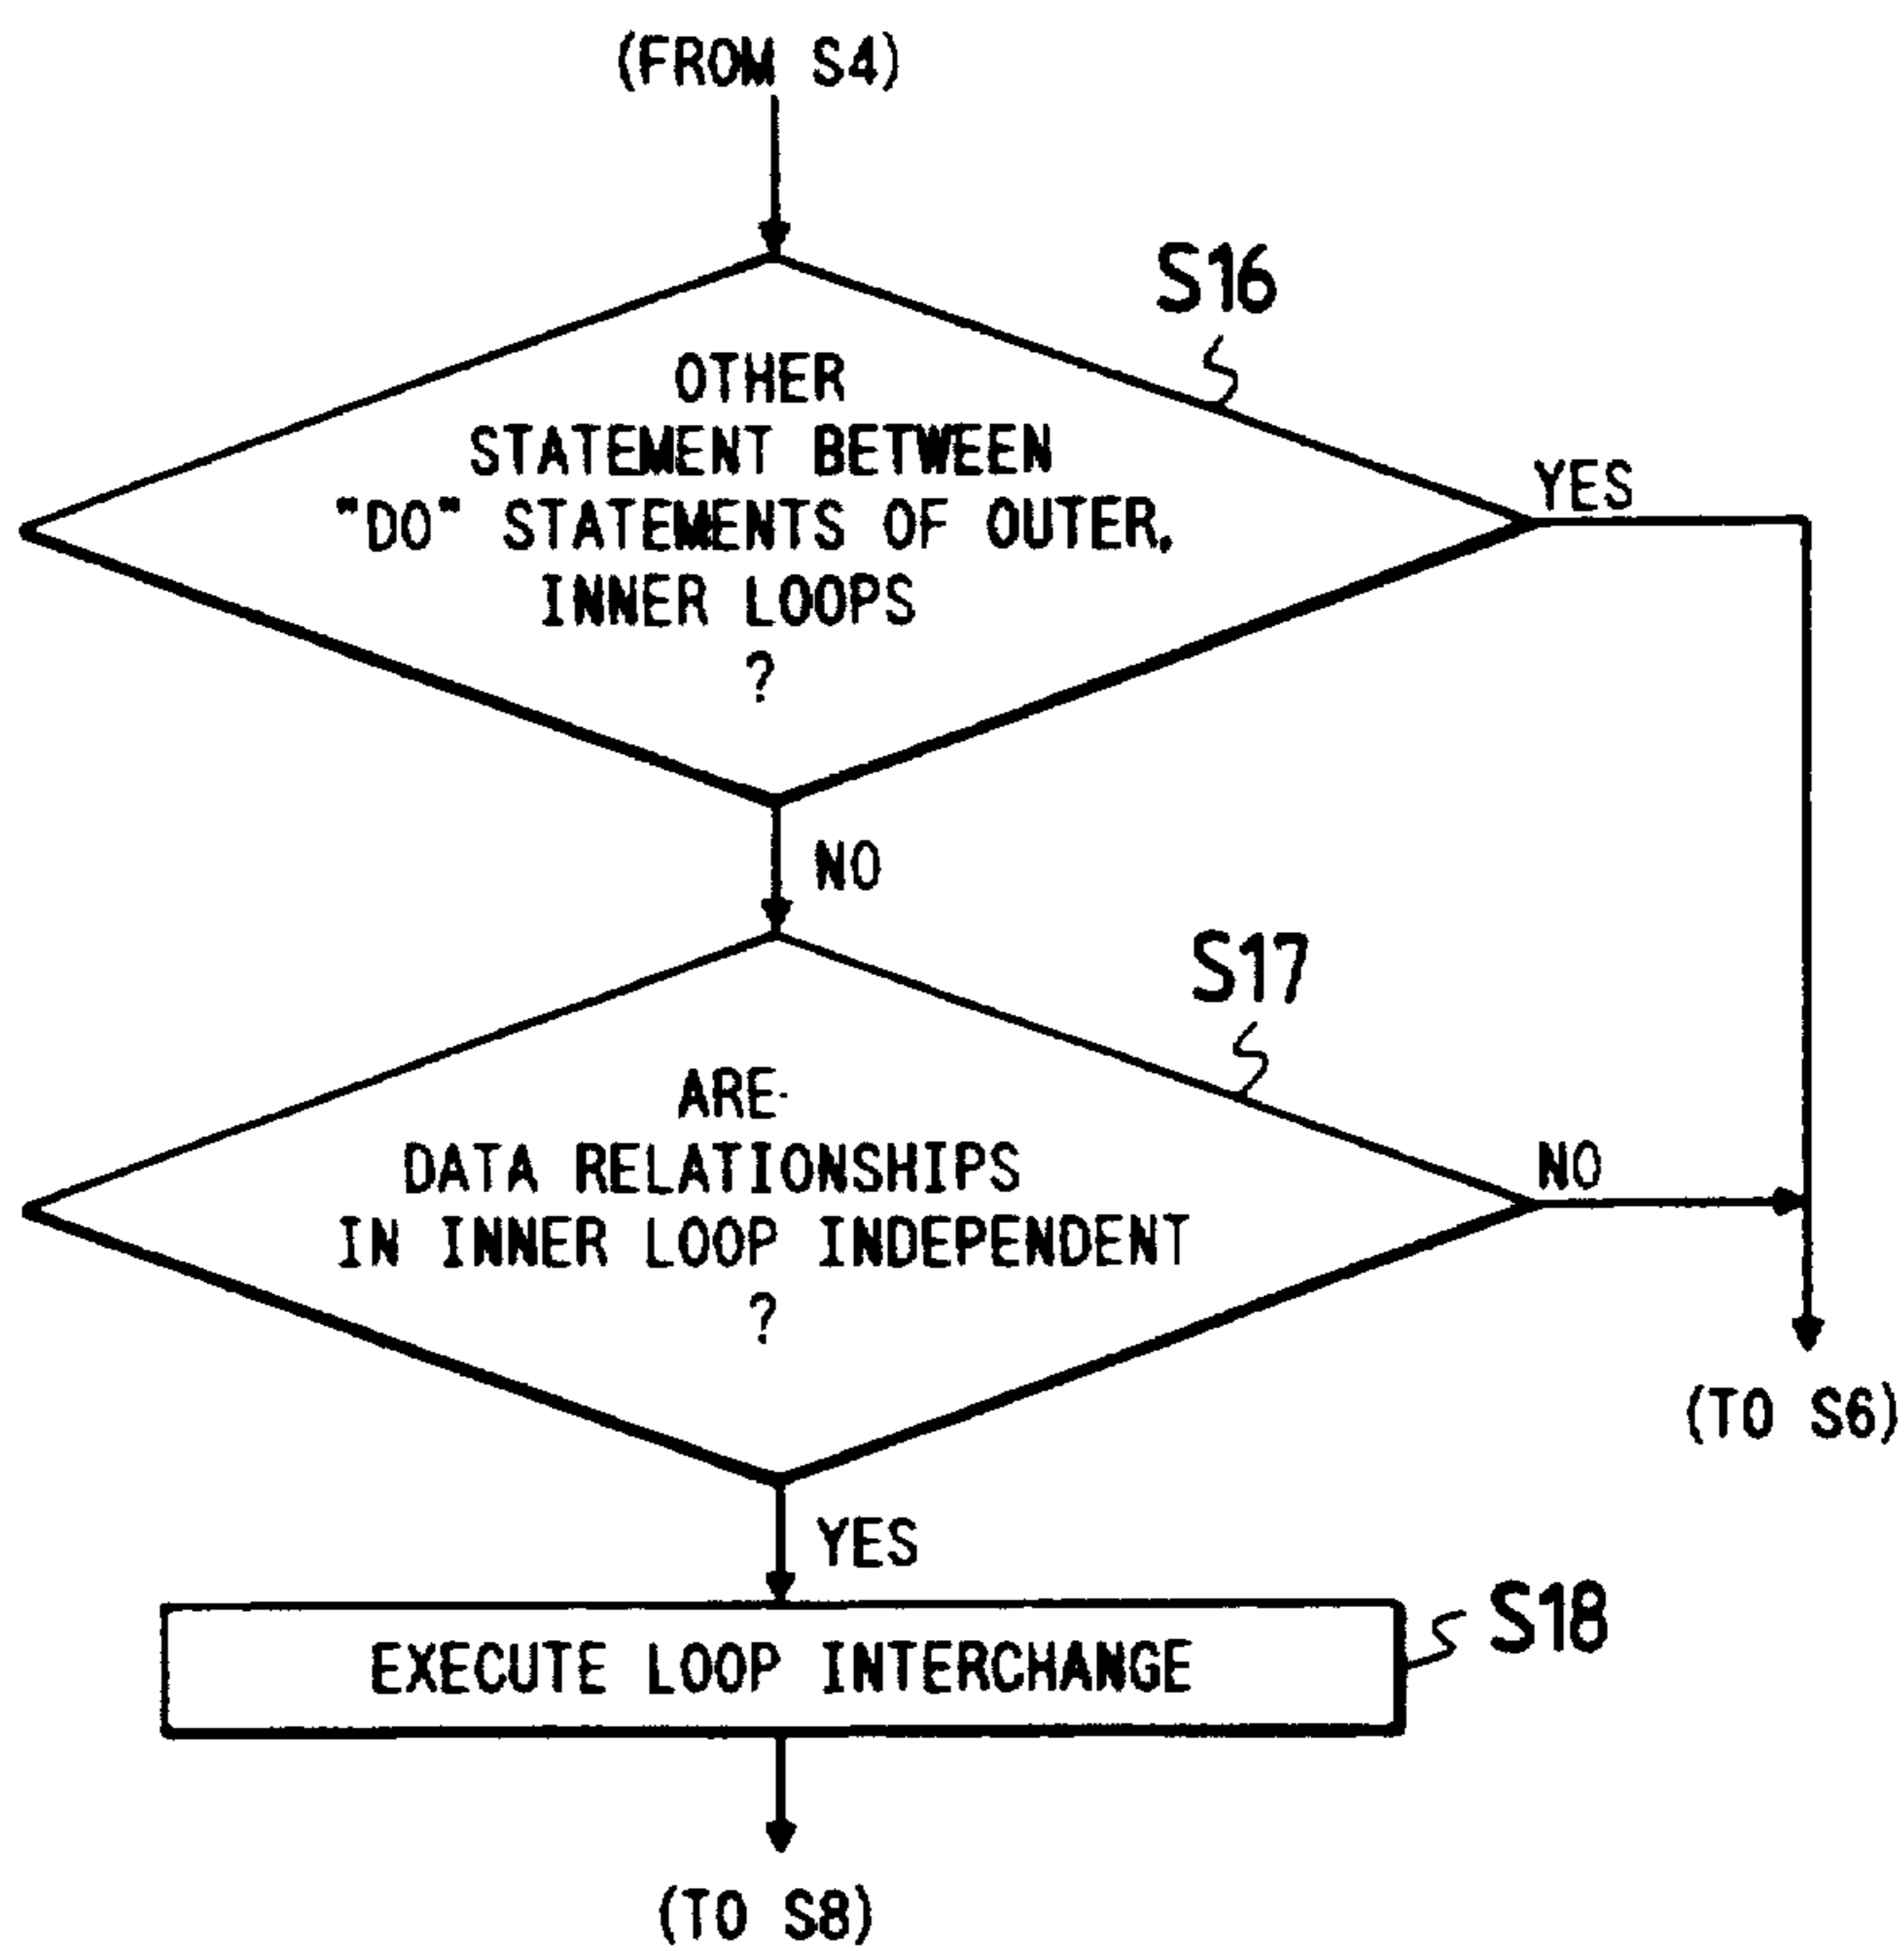 (FROM S4)
S16
OTHER
STATEMENT BETWEEN
"DO" STATEMENTS OF OUTER,
INNER LOOPS
?
YES
NO
S17
ARE
DATA RELATIONSHIPS
IN INNER LOOP INDEPENDENT
?
NO
(TO S6)
YES
EXECUTE LOOP INTERCHANGE
S18
(TO S8)